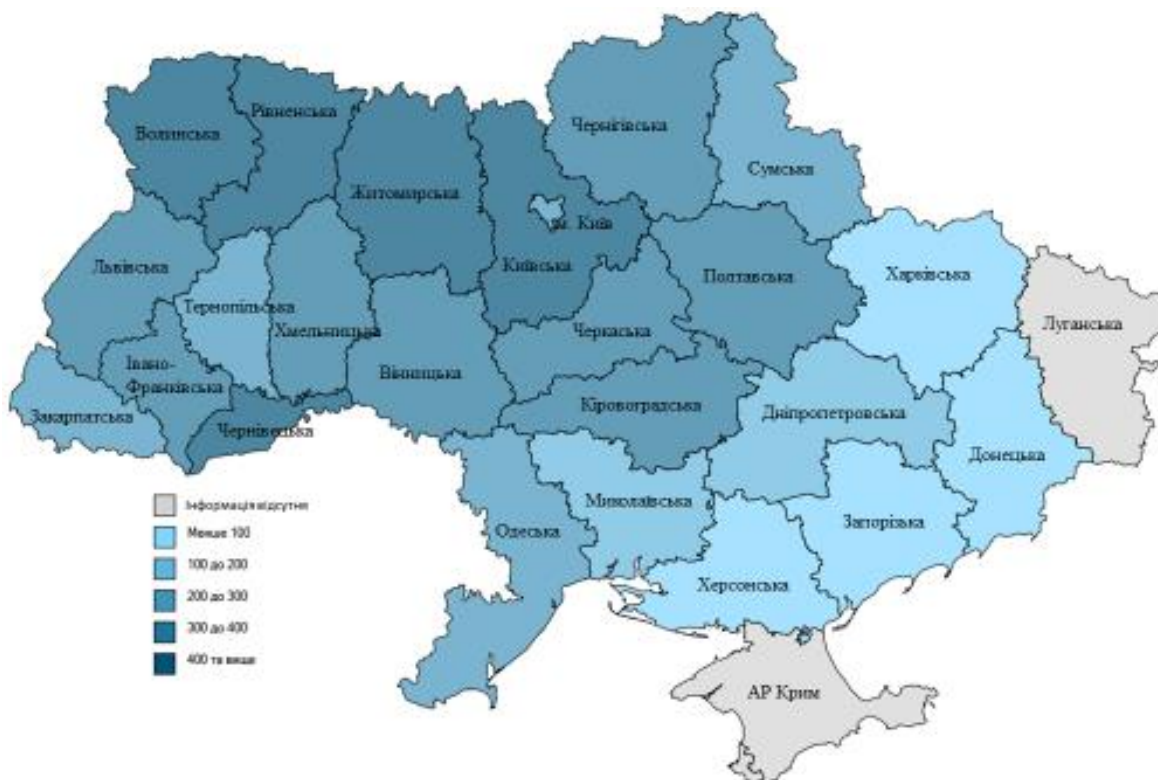 Волинська
Рівненська
Житомирська
Чернігівська
Сумська
м. Київ
Київська
Львівська
Тернопільська
Хмельницька
Черкаська
Полтавська
Харківська
Луганська
Івано-
Франківська
Закарпатська
Чернівецька
Вінницька
Кіровоградська
Дніпропетровська
Донецька
Миколаївська
Запорізька
Одеська
Херсонська
АР Крим
Інформація відсутня
Менше 100
100 до 200
200 до 300
300 до 400
400 та вище